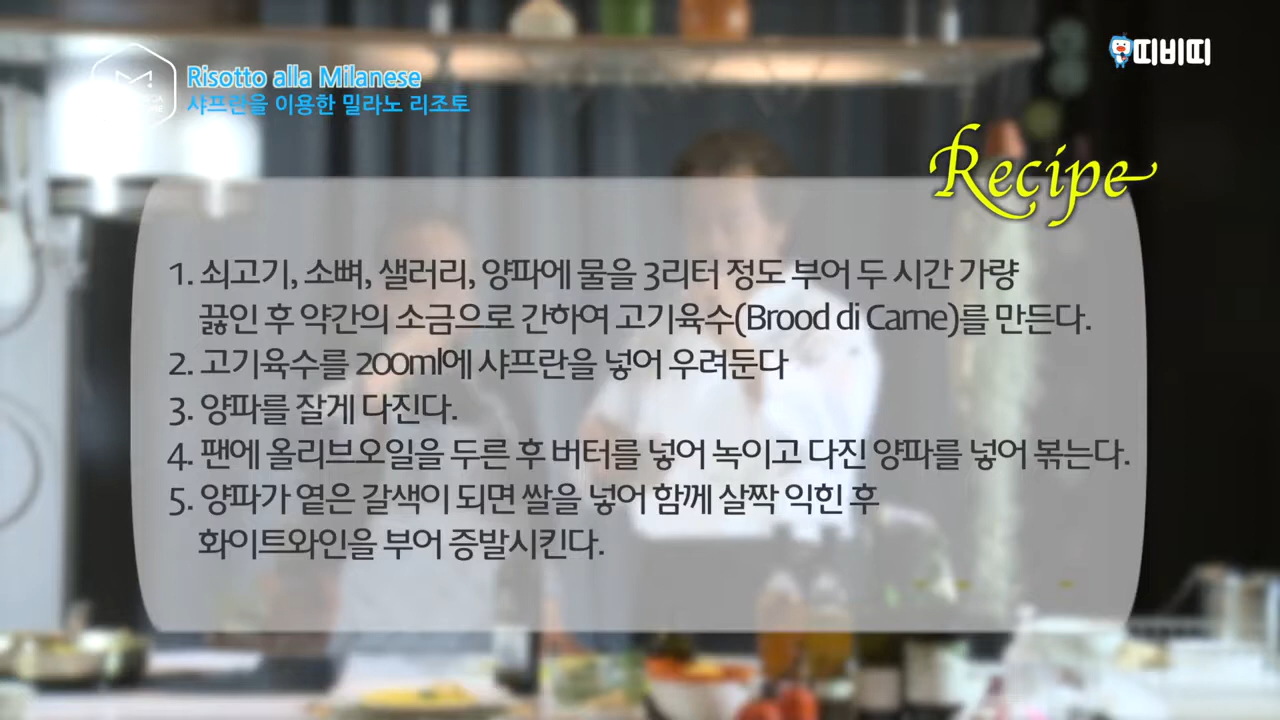 Risotto alla Milanese
샤프란을 이용한 밀라노 리조토
띠비띠
Recipe
1. 쇠고기, 소뼈, 샐러리, 양파에 물을 3리터 정도 부어 두 시간 가량
끓인 후 약간의 소금으로 간하여 고기육수(Brood di Carne)를 만든다.
2. 고기육수를 200ml에 샤프란을 넣어 우려둔다
3. 양파를 잘게 다진다.
4. 팬에 올리브오일을 두른 후 버터를 넣어 녹이고 다진 양파를 넣어 볶는다.
5. 양파가 옅은 갈색이 되면 쌀을 넣어 함께 살짝 익힌 후
화이트와인을 부어 증발시킨다.